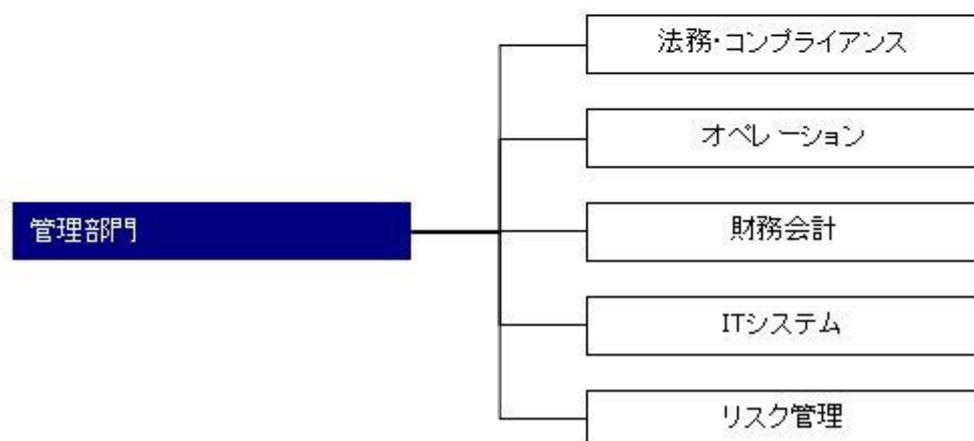 法務・コンプライアンス
オペレーション
管理部門
財務会計
ITシステム
リスク管理